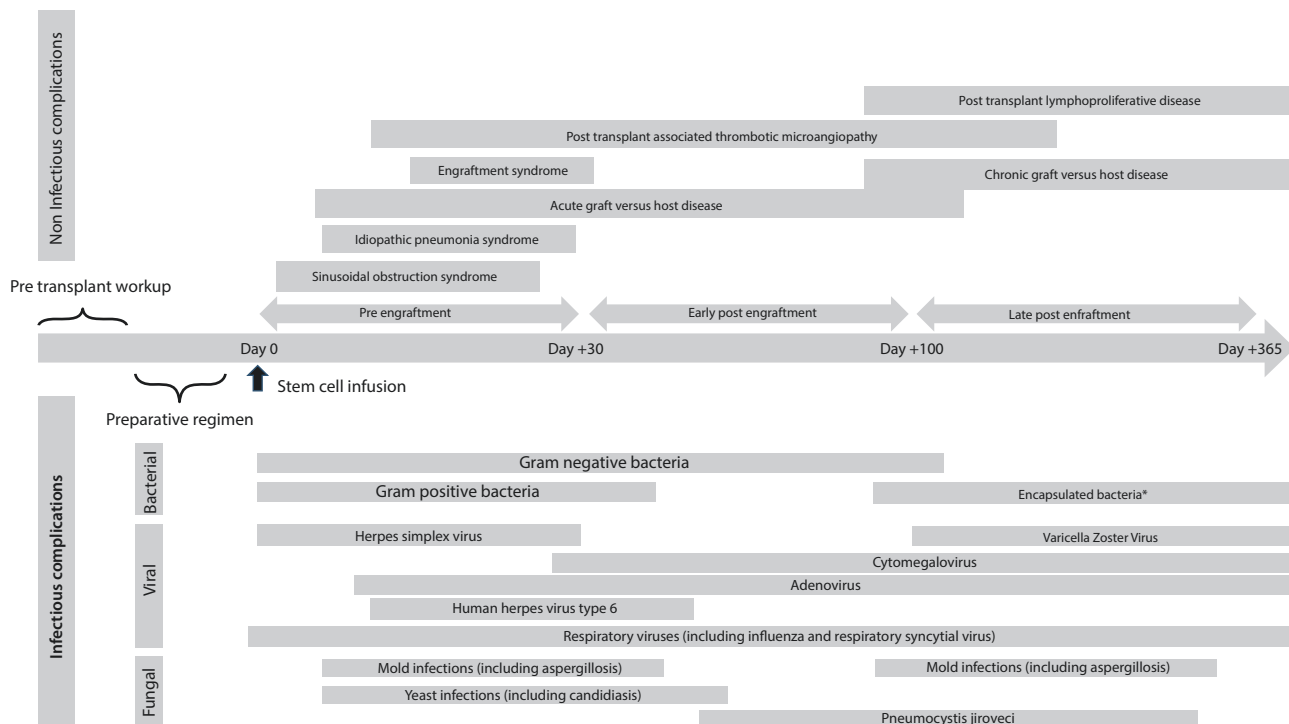 Non Infectious complications
Post transplant lymphoproliferative disease
Post transplant associated thrombotic microangiopathy
Engraftment syndrome
Chronic graft versus host disease
Acute graft versus host disease
Idiopathic pneumonia syndrome
Sinusoidal obstruction syndrome
Pre transplant workup
Pre engraftment
Early post engraftment
Late post enfraftment
Day 0
Day +30
Day +100
Day +365
Stem cell infusion
Preparative regimen
Infectious complications
Bacterial
Gram negative bacteria
Gram positive bacteria
Encapsulated bacteria*
Viral
Herpes simplex virus
Varicella Zoster Virus
Cytomegalovirus
Adenovirus
Human herpes virus type 6
Respiratory viruses (including influenza and respiratory syncytial virus)
Fungal
Mold infections (including aspergillosis)
Mold infections (including aspergillosis)
Yeast infections (including candidiasis)
Pneumocystis jiroveci